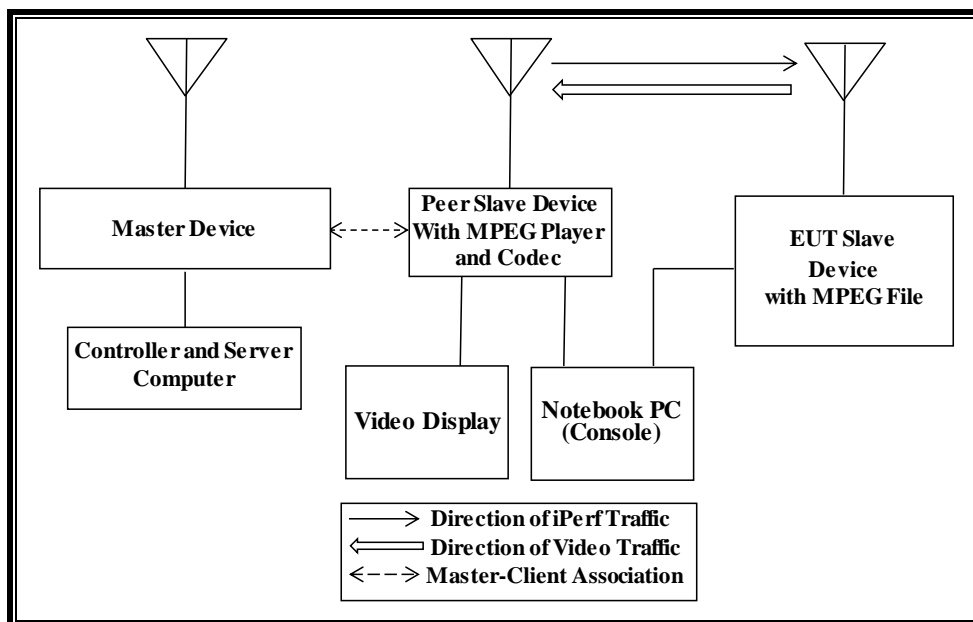 Master Device
Peer Slave Device
With MPEG Player
and Codec
EUT Slave
Device
with MPEG File
Controller and Server
Computer
Video Display
Notebook PC
(Console)
Direction of iPerf Traffic
Direction of Video Traffic
Master-Client Association